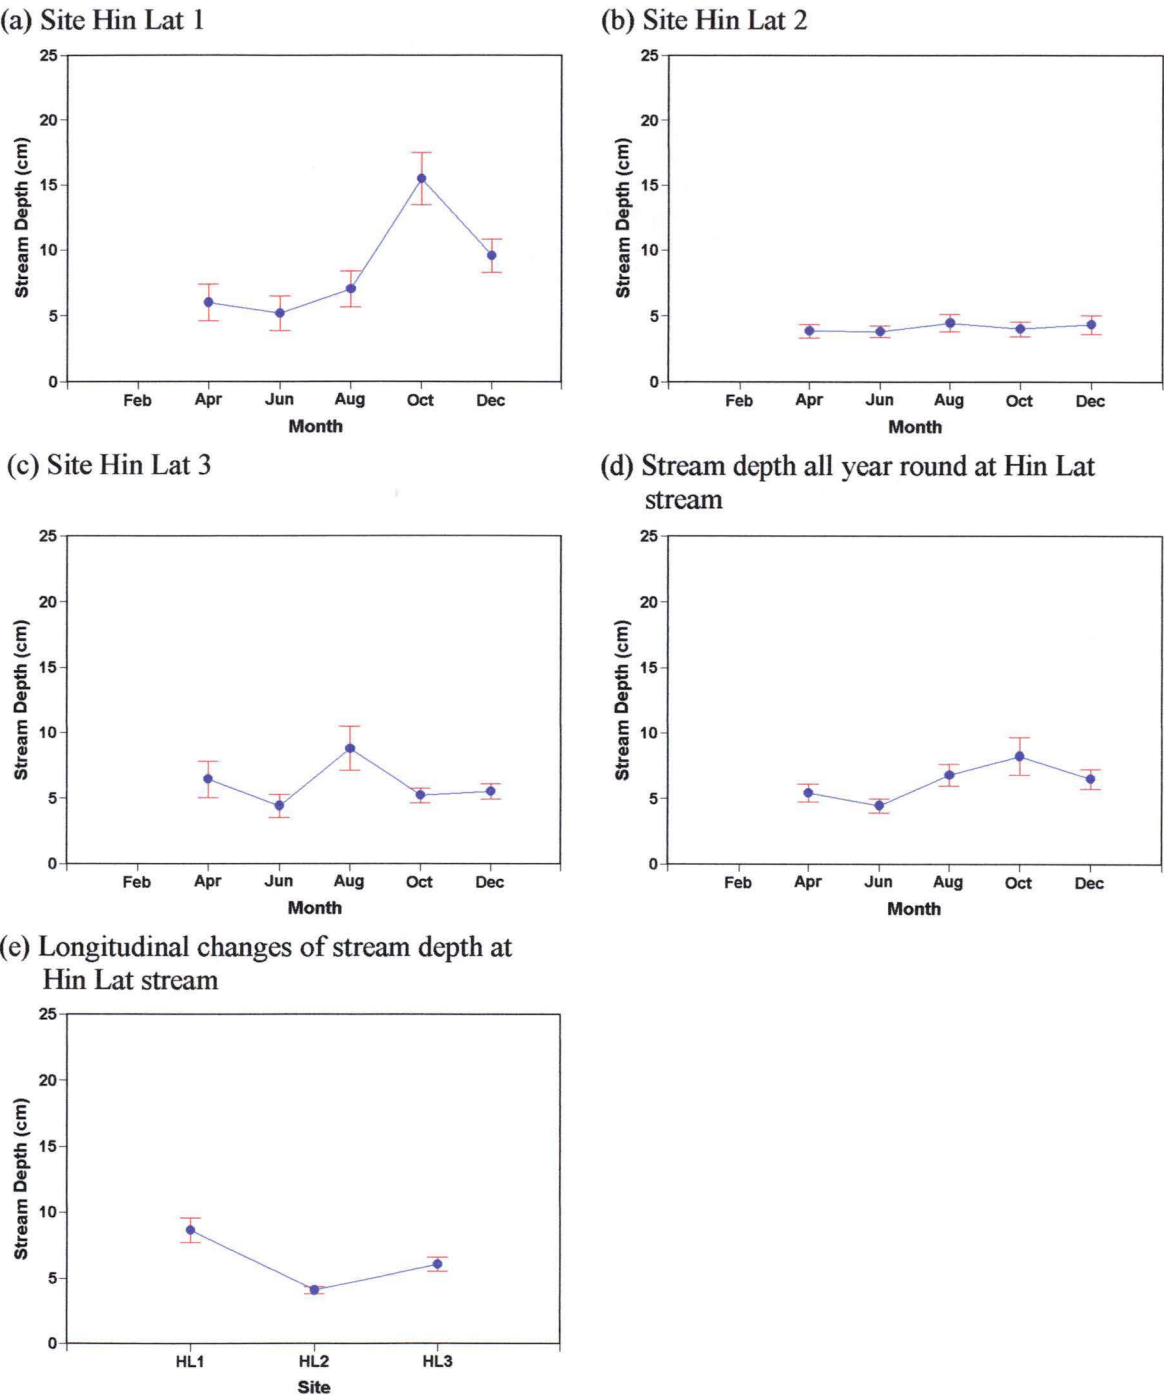 (a) Site Hin Lat 1
25
20
15
10
5
0
Stream Depth (cm)
Feb Apr Jun Aug Oct Dec
Month
(b) Site Hin Lat 2
25
20
15
10
5
0
Stream Depth (cm)
Feb Apr Jun Aug Oct Dec
Month
(c) Site Hin Lat 3
25
20
15
10
5
0
Stream Depth (cm)
Feb Apr Jun Aug Oct Dec
Month
(d) Stream depth all year round at Hin Lat
stream
25
20
15
10
5
0
Stream Depth (cm)
Feb Apr Jun Aug Oct Dec
Month
(e) Longitudinal changes of stream depth at
Hin Lat stream
25
20
15
10
5
0
Stream Depth (cm)
HL1 HL2 HL3
Site